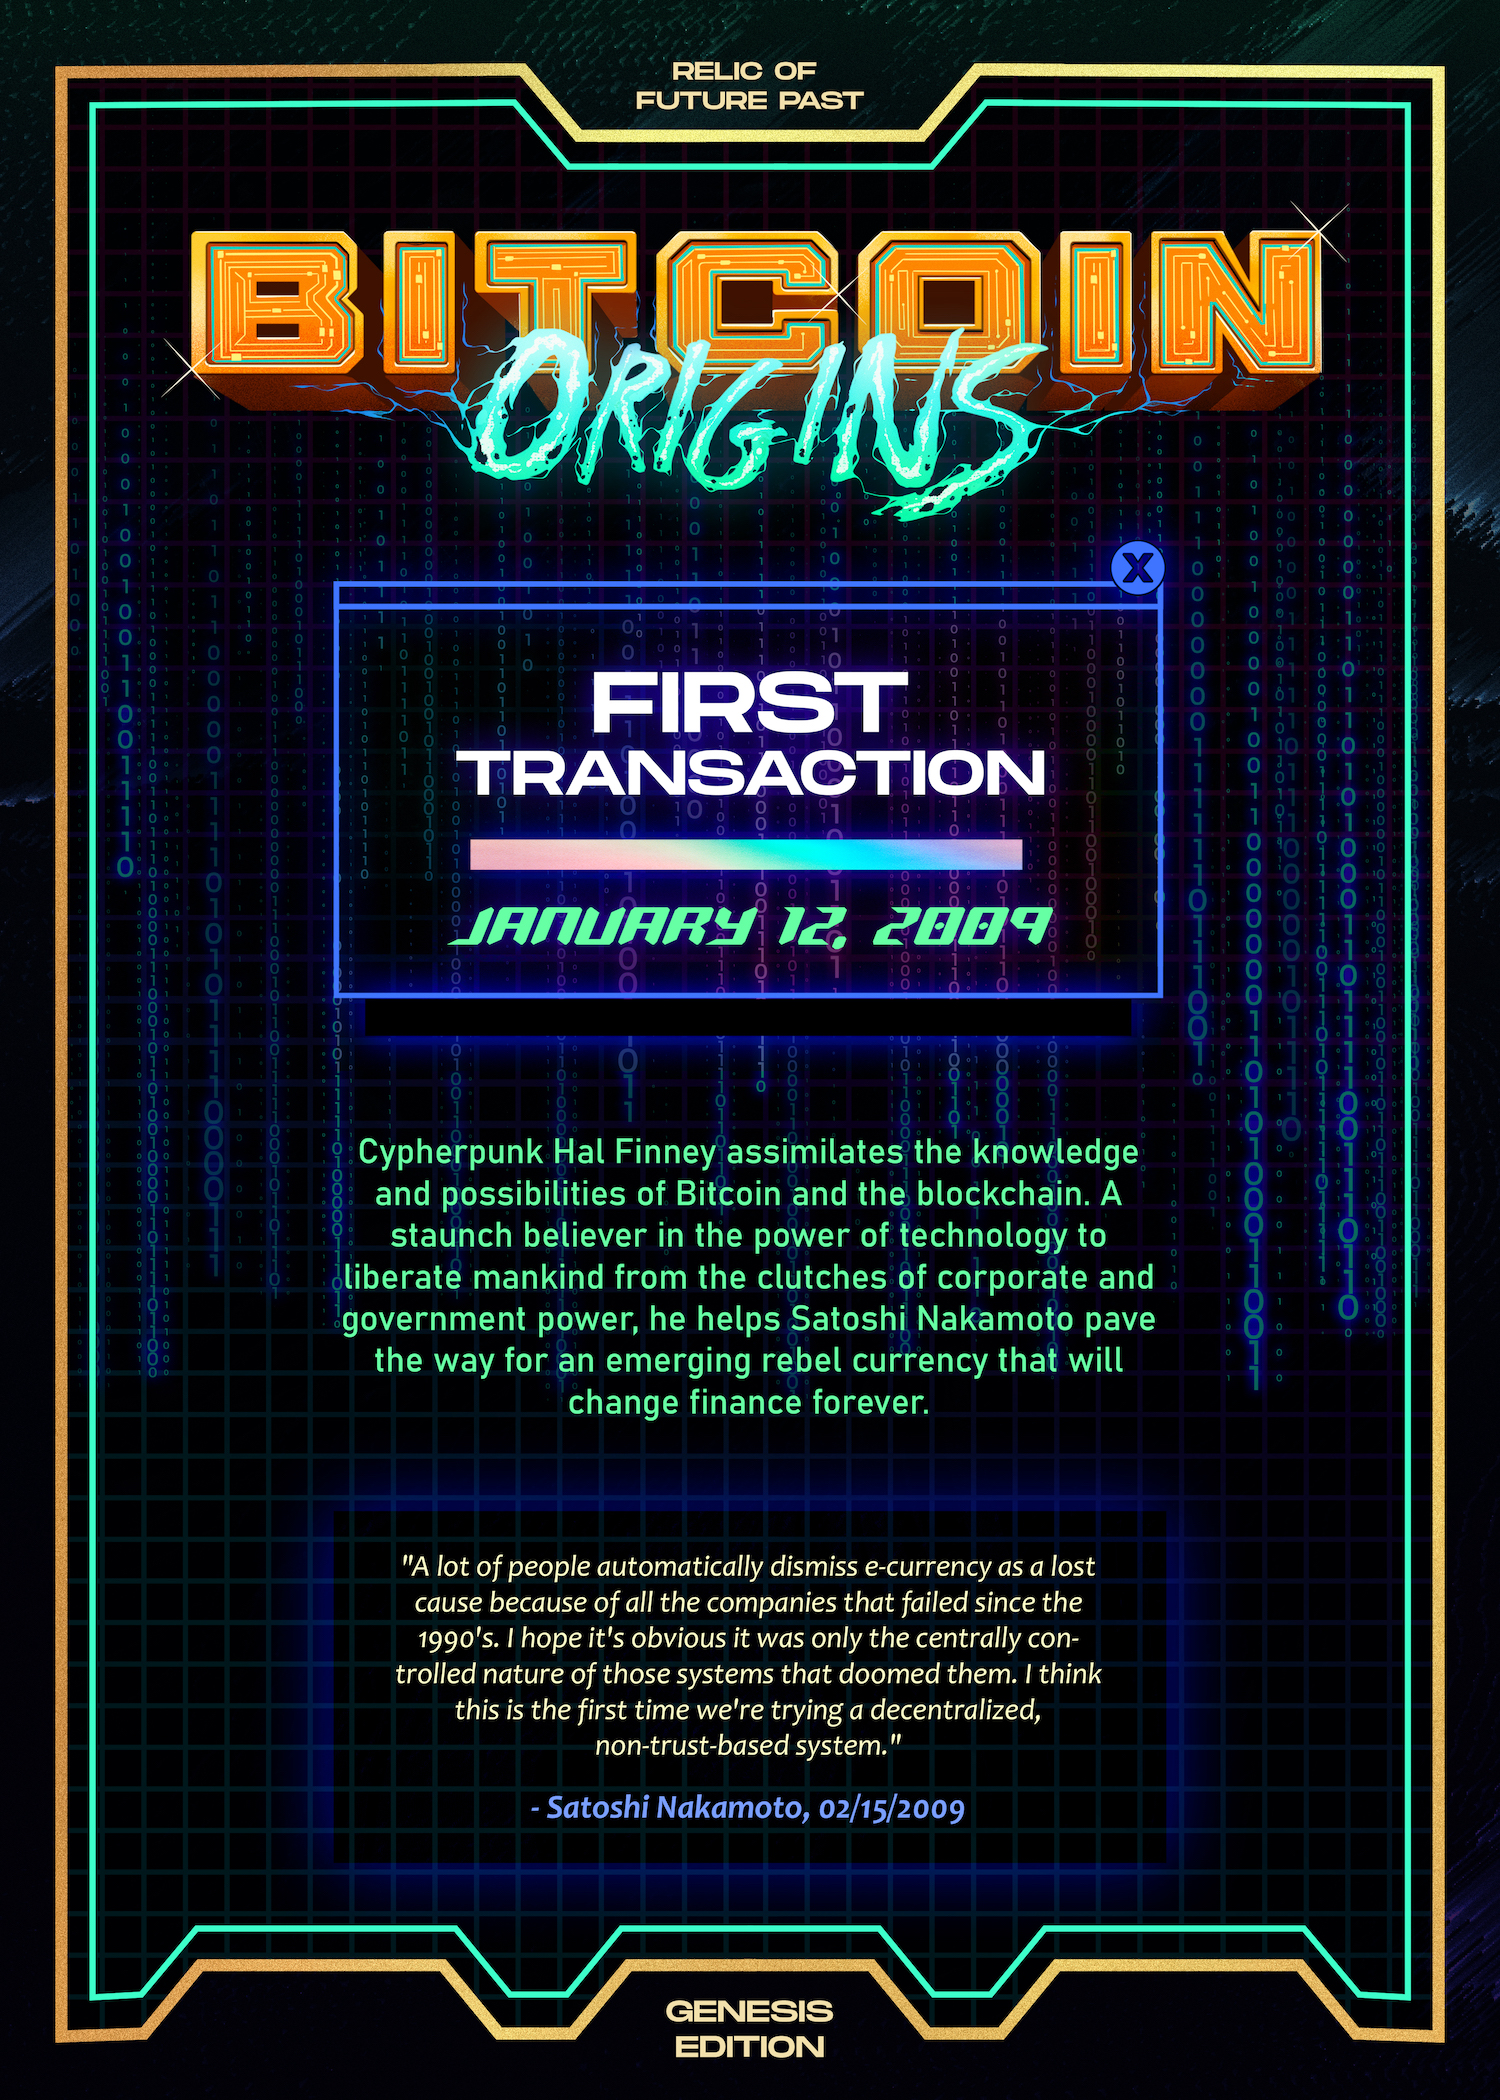 RELIC OF
FUTURE PAST
BITCOIN
ORIGINS
X
FIRST
TRANSACTION
JANUARY 12, 2009
Cypherpunk Hal Finney assimilates the knowledge
and possibilities of Bitcoin and the blockchain. A
staunch believer in the power of technology to
liberate mankind from the clutches of corporate and
government power, he helps Satoshi Nakamoto pave
the way for an emerging rebel currency that will
change finance forever.
"A lot of people automatically dismiss e-currency as a lost
cause because of all the companies that failed since the
1990's. I hope it's obvious it was only the centrally con-
trolled nature of those systems that doomed them. I think
this is the first time we're trying a decentralized,
non-trust-based system."
- Satoshi Nakamoto, 02/15/2009
GENESIS
EDITION